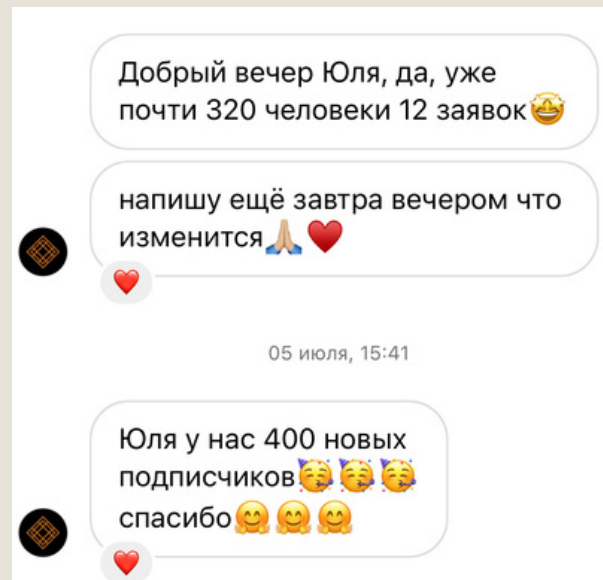 Добрый вечер Юля, да, уже
почти 320 человеки 12 заявок🤩
напишу ещё завтра вечером что
изменится🙏🏼♥️
05 июля, 15:41
Юля у нас 400 новых
подписчиков🥳🥳🥳
спасибо🤗🤗🤗